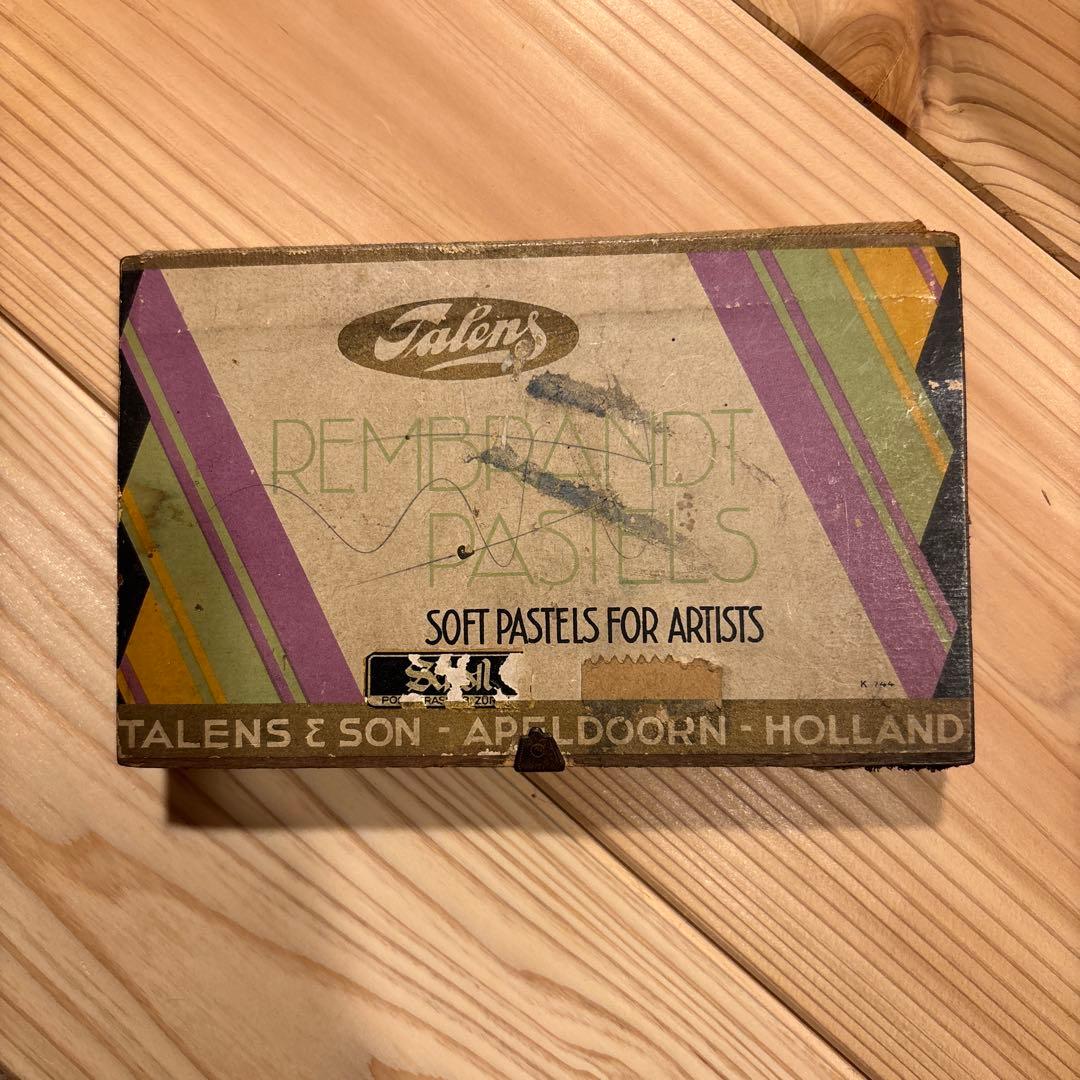 Talens
REMBRANDT
PASTELS
SOFT PASTELS FOR ARTISTS
K 744
TALENS & SON - APELDOORN - HOLLAND